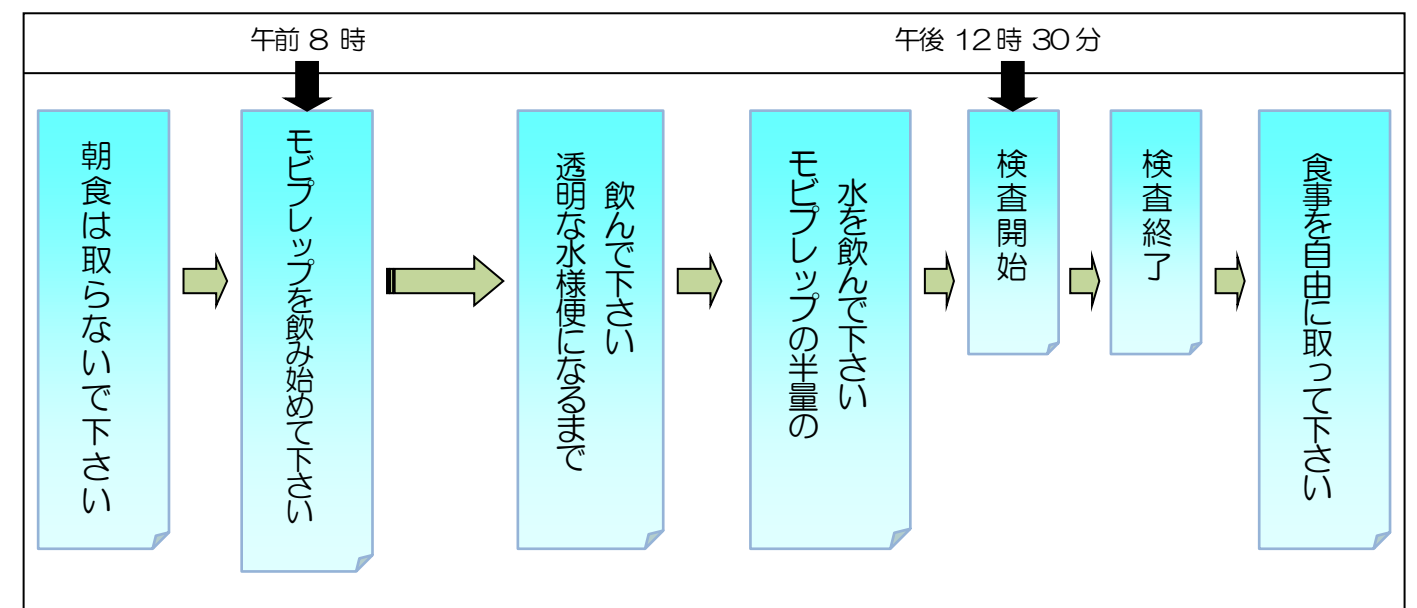 午前 8 時
午後 12時 30分
朝食は取らないで下さい
モビプレップを飲み始めて下さい
飲んで下さい
透明な水様便になるまで
水を飲んで下さい
モビプレップの半量の
検査開始
検査終了
食事を自由に取って下さい